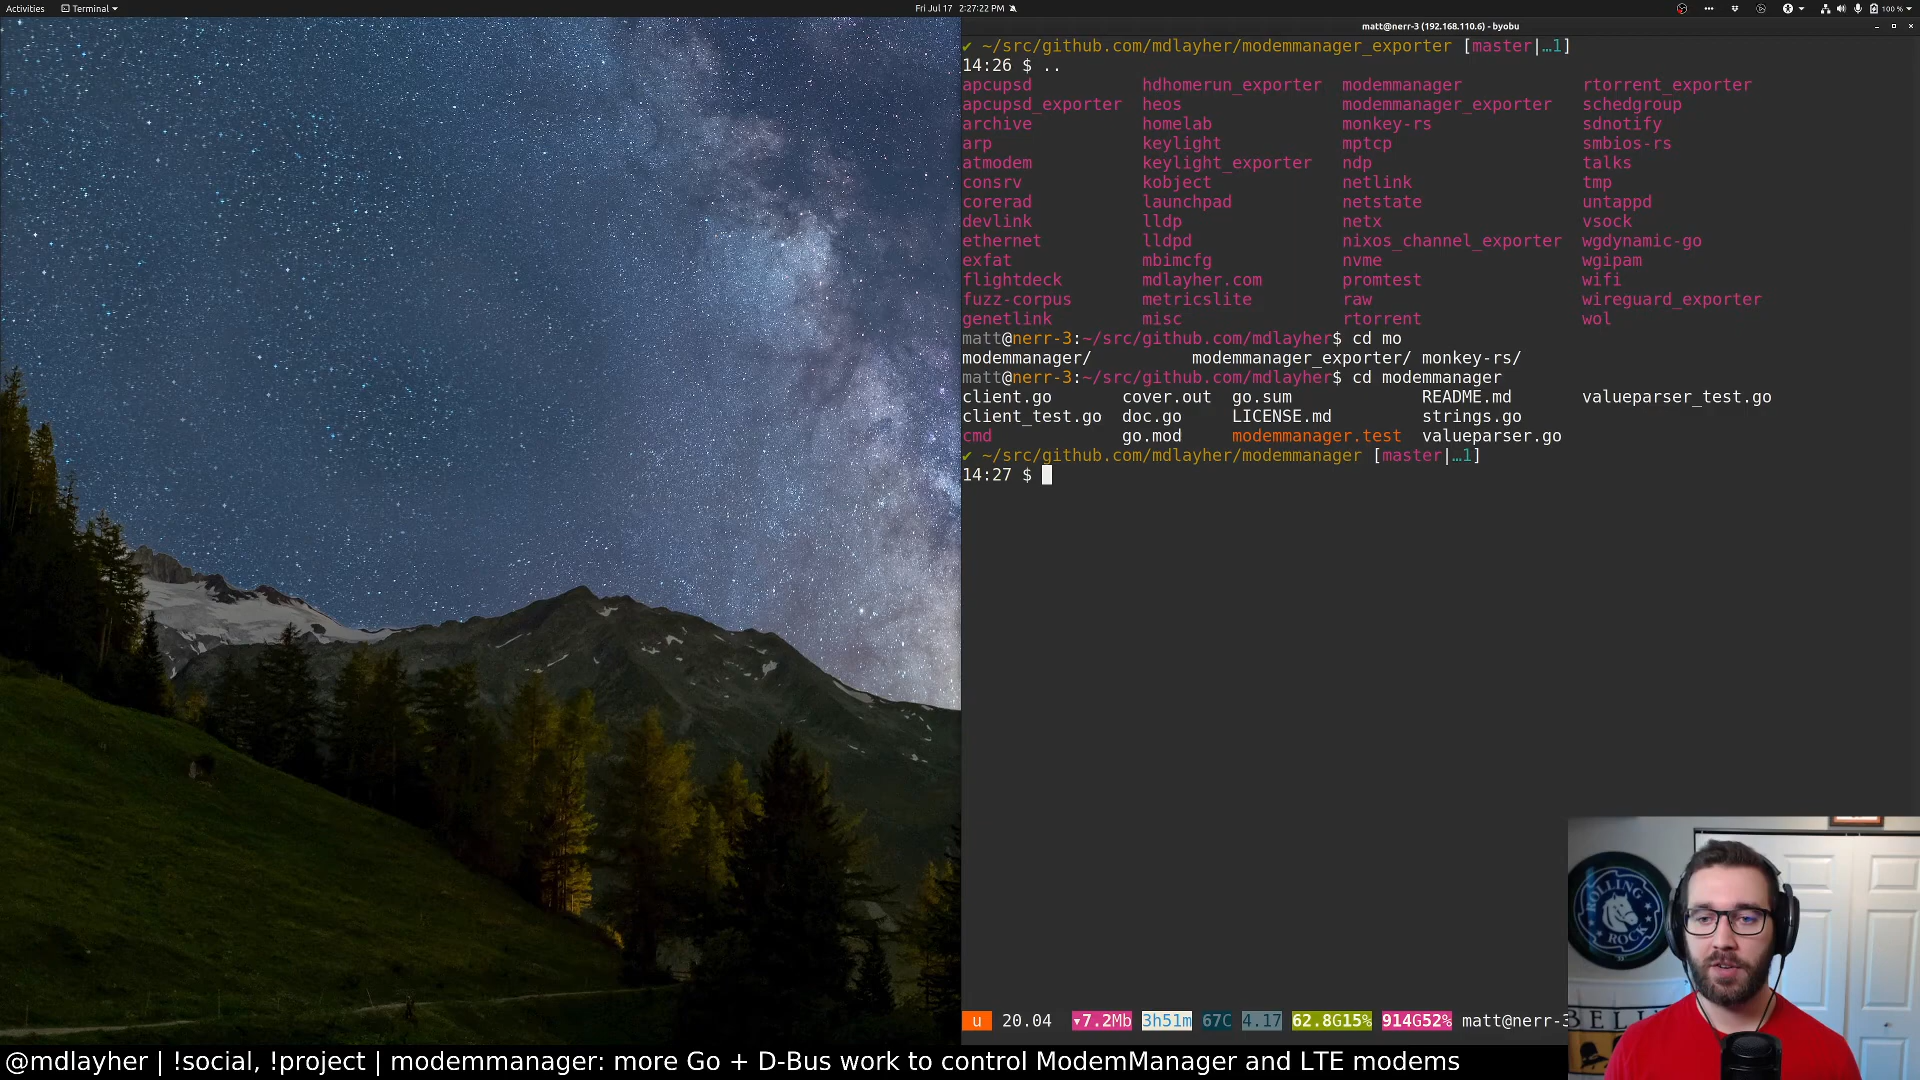 Activities Terminal Fri Jul 17 2:27:22 PM 100 %
matt@nerr-3 (192.168.110.6) - byobu
✔ ~/src/github.com/mdlayher/modemmanager_exporter [master|…1]
14:26 $ ..
apcupsd hdhomerun_exporter modemmanager rtorrent_exporter
apcupsd_exporter heos modemmanager_exporter schedgroup
archive homelab monkey-rs sdnotify
arp keylight mptcp smbios-rs
atmodem keylight_exporter ndp talks
consrv kobject netlink tmp
corerad launchpad netstate untappd
devlink lldp netx vsock
ethernet lldpd nixos_channel_exporter wgdynamic-go
exfat mbimcfg nvme wgipam
flightdeck mdlayher.com promtest wifi
fuzz-corpus metricslite raw wireguard_exporter
genetlink misc rtorrent wol
matt@nerr-3:~/src/github.com/mdlayher$ cd mo
modemmanager/ modemmanager_exporter/ monkey-rs/
matt@nerr-3:~/src/github.com/mdlayher$ cd modemmanager
client.go cover.out go.sum README.md valueparser_test.go
client_test.go doc.go LICENSE.md strings.go
cmd go.mod modemmanager.test valueparser.go
✔ ~/src/github.com/mdlayher/modemmanager [master|…1]
14:27 $
ROLLING
ROCK
33
BELL
u 20.04 ▾7.2Mb 3h51m 67C 4.17 62.8G15% 914G52% matt@nerr-3
@mdlayher | !social, !project | modemmanager: more Go + D-Bus work to control ModemManager and LTE modems